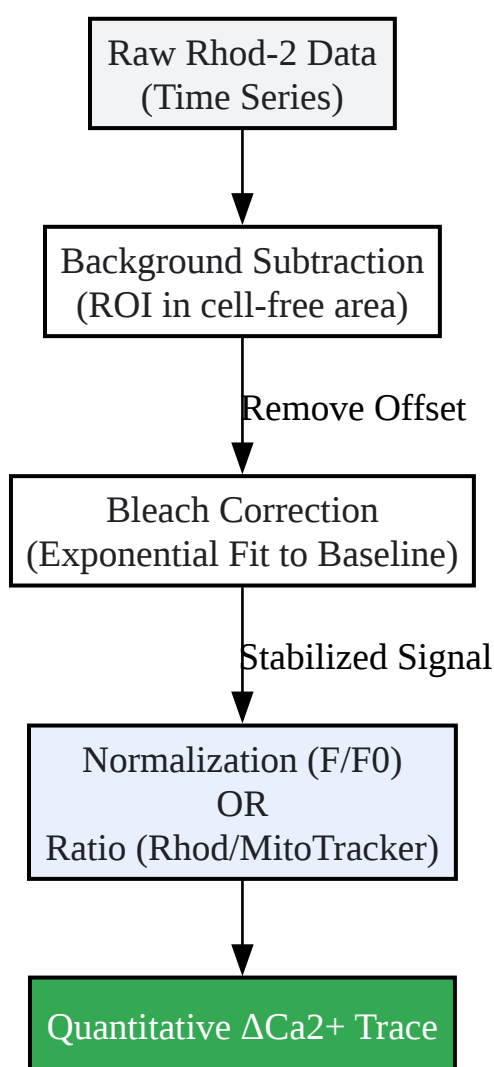 Raw Rhod-2 Data
(Time Series)
Background Subtraction
(ROI in cell-free area)
Remove Offset
Bleach Correction
(Exponential Fit to Baseline)
Stabilized Signal
Normalization (F/F0)
OR
Ratio (Rhod/MitoTracker)
Quantitative ΔCa2+ Trace